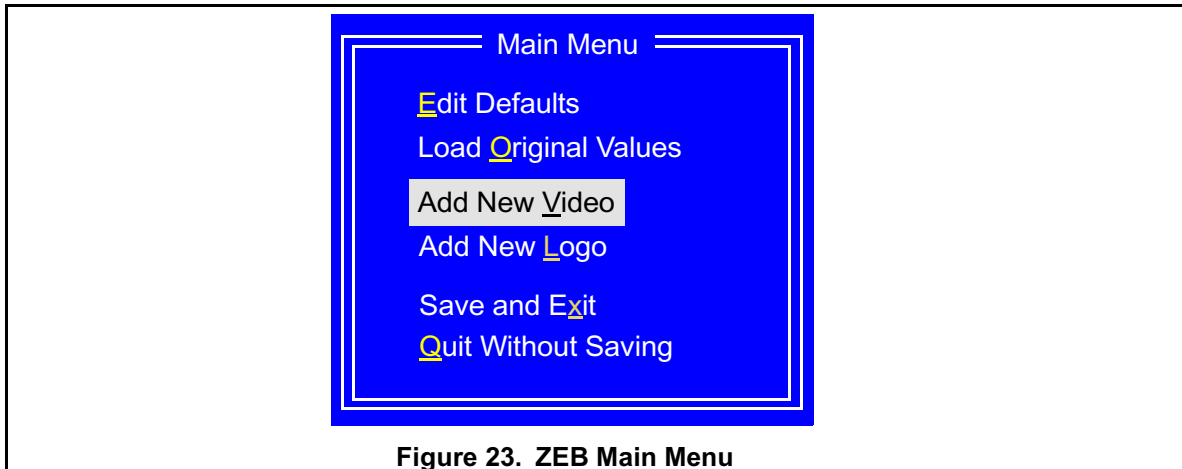 Main Menu
Edit Defaults
Load Original Values
Add New Video
Add New Logo
Save and Exit
Quit Without Saving
Figure 23. ZEB Main Menu